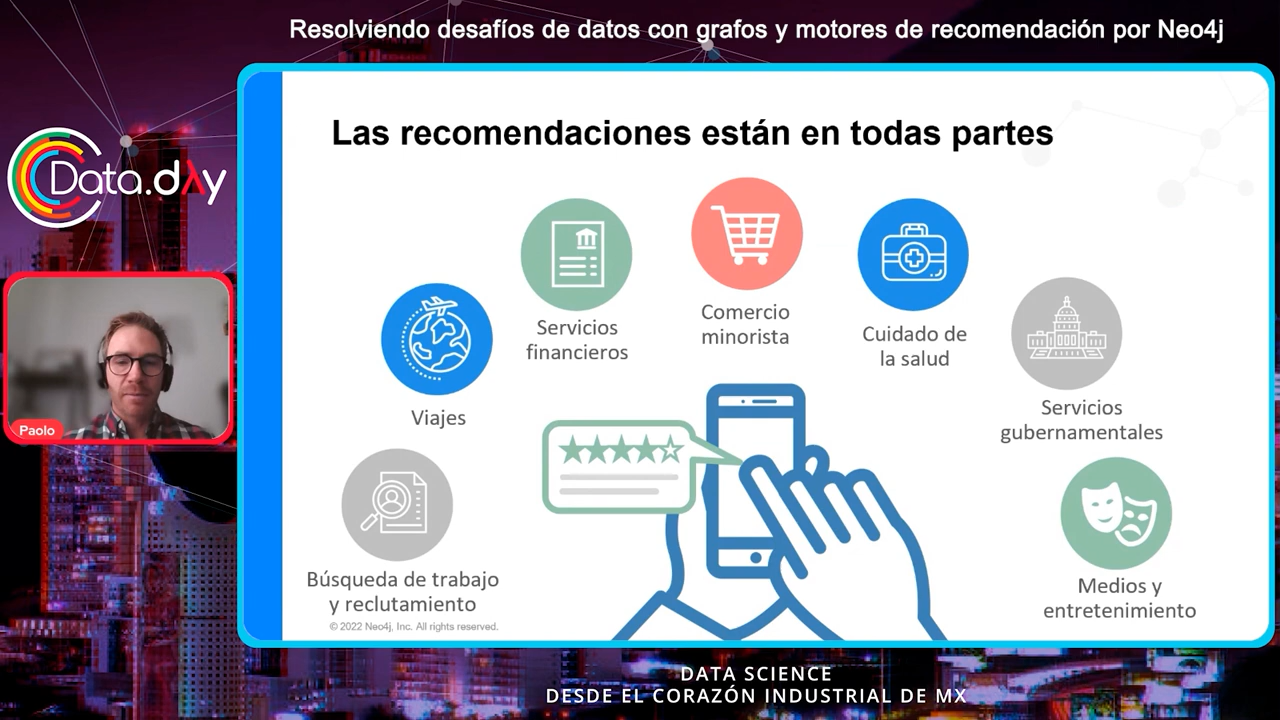 Resolviendo desafíos de datos con grafos y motores de recomendación por Neo4j
Data.dAy
Paolo
Las recomendaciones están en todas partes
Servicios
financieros
Comercio
minorista
Cuidado de
la salud
Viajes
Servicios
gubernamentales
Búsqueda de trabajo
y reclutamiento
Medios y
entretenimiento
© 2022 Neo4j, Inc. All rights reserved.
DATA SCIENCE
DESDE EL CORAZÓN INDUSTRIAL DE MX